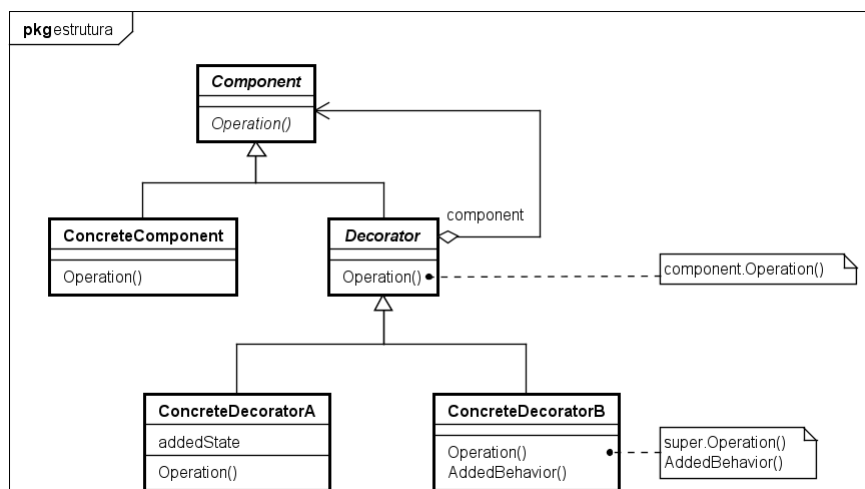 pkg estrutura
Component
Operation()
component
ConcreteComponent
Operation()
Decorator
Operation()
component.Operation()
ConcreteDecoratorA
addedState
Operation()
ConcreteDecoratorB
Operation()
AddedBehavior()
super.Operation()
AddedBehavior()